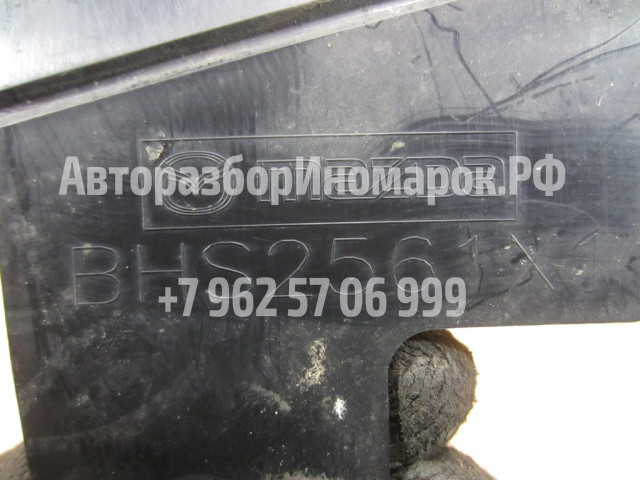 mazda
АвторазборИномарок.РФ
BHS2561X1
+7 962 57 06 999